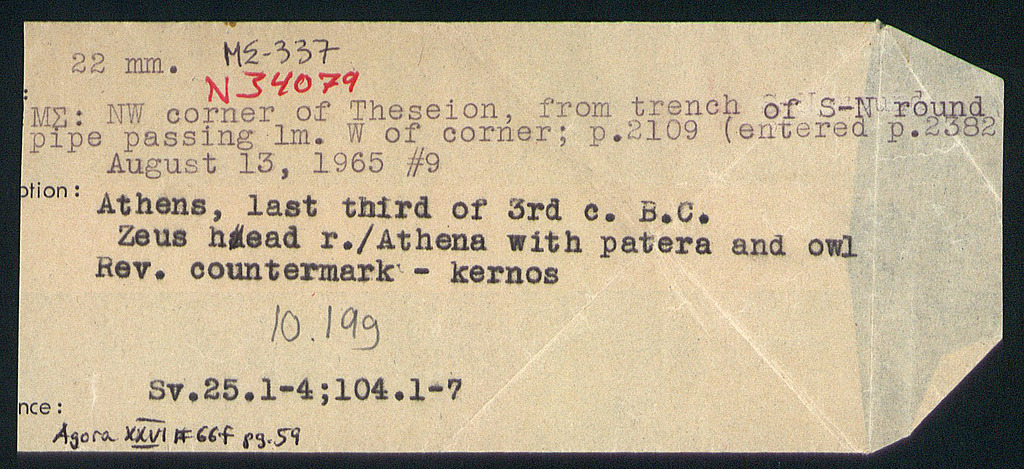 22 mm. ΜΣ-337
N 34079
ΜΣ: NW corner of Theseion, from trench of S-N round
pipe passing 1m. W of corner; p.2109 (entered p.2382
August 13, 1965 #9
ption:
Athens, last third of 3rd c. B.C.
Zeus head r./Athena with patera and owl
Rev. countermark - kernos
10.19g
Sv.25.1-4;104.1-7
nce:
Agora XXVI #66f pg.59